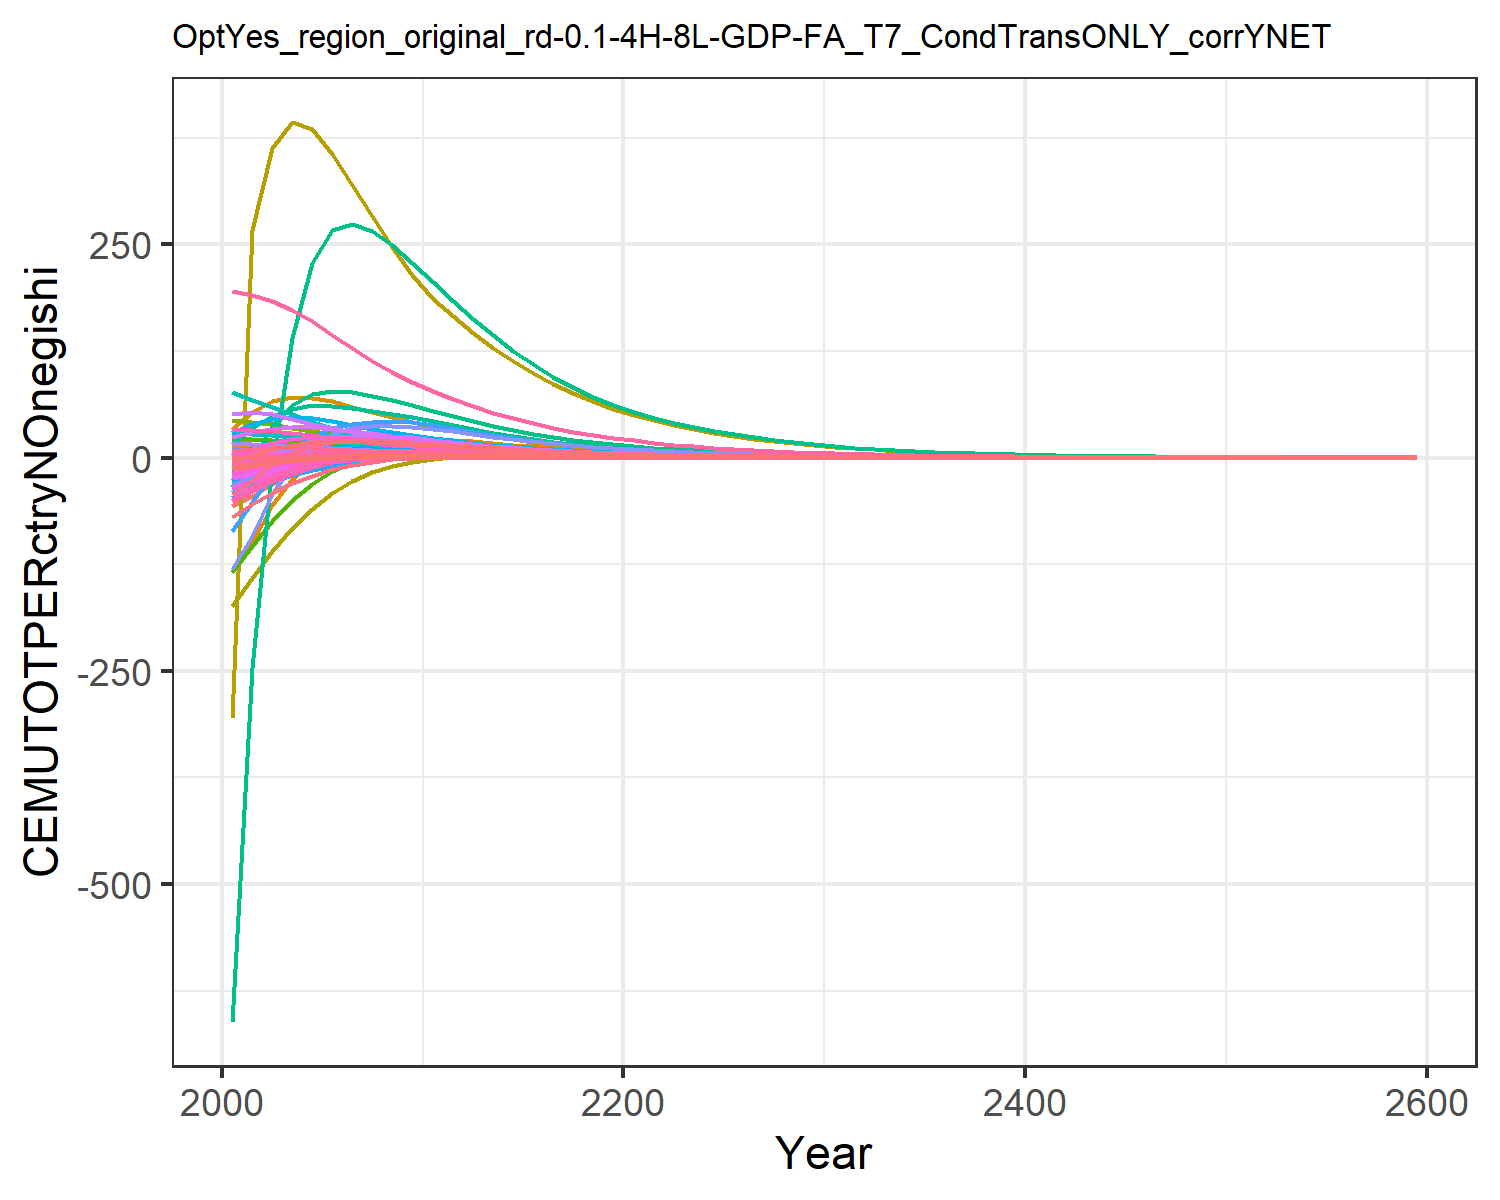 OptYes_region_original_rd-0.1-4H-8L-GDP-FA_T7_CondTransONLY_corrYNET
CEMUTOTPERctryNOnegishi
250
0
-250
-500
2000 2200 2400 2600
Year